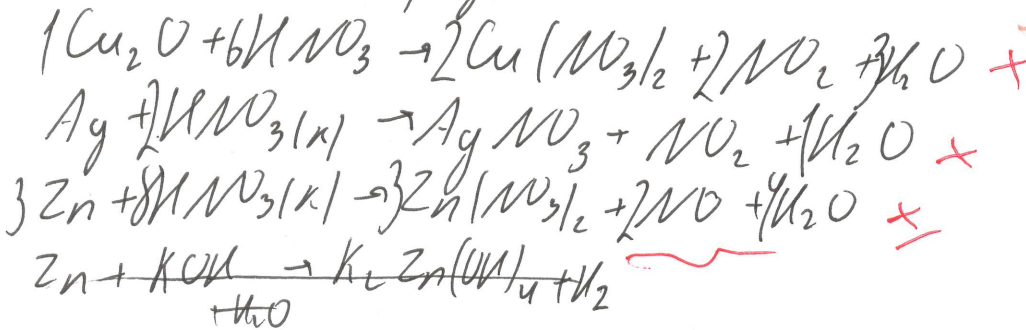 1Cu₂O + 6HNO₃ → 2Cu(NO₃)₂ + 2NO₂ + 3H₂O +
Ag + 2HNO₃(к) → AgNO₃ + NO₂ + 1H₂O +
3Zn + 8HNO₃(к) → 3Zn(NO₃)₂ + 2NO + 4H₂O +
Zn + KOH → K₂Zn(OH)₄ + H₂
+H₂O